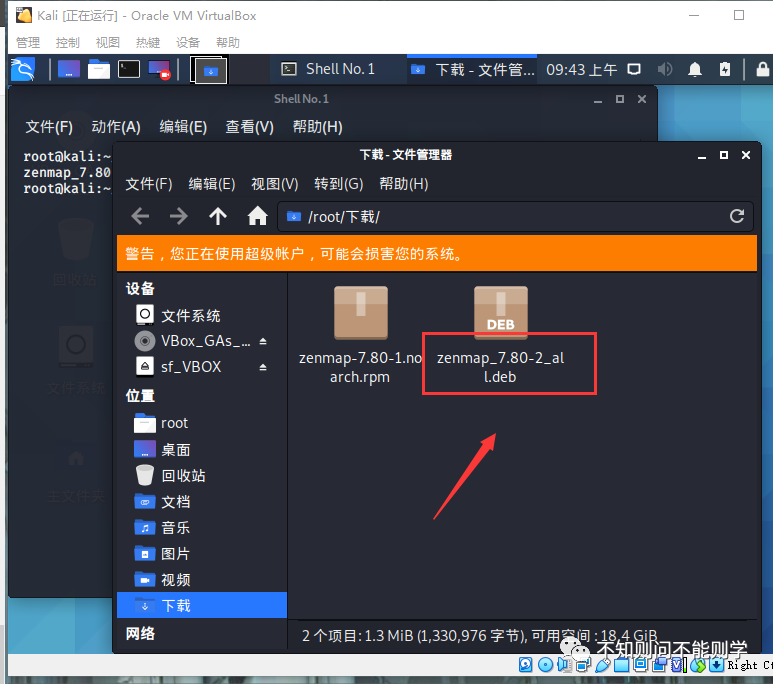 Kali [正在运行] - Oracle VM VirtualBox
管理 控制 视图 热键 设备 帮助
Shell No. 1
下载 - 文件管...
09:43 上午
Shell No. 1
文件(F) 动作(A) 编辑(E) 查看(V) 帮助(H)
root@kali:~
zenmap_7.80
root@kali:~
回收站
文件系统
主文件夹
下载 - 文件管理器
文件(F) 编辑(E) 视图(V) 转到(G) 帮助(H)
/root/下载/
警告，您正在使用超级帐户，可能会损害您的系统。
设备
文件系统
VBox_GAs_...
sf_VBOX
位置
root
桌面
回收站
文档
音乐
图片
视频
下载
网络
zenmap-7.80-1.no
arch.rpm
DEB
zenmap_7.80-2_al
l.deb
2 个项目: 1.3 MiB (1,330,976 字节), 可用空间 : 18.4 GiB
不知则问不能则学
Right Ct